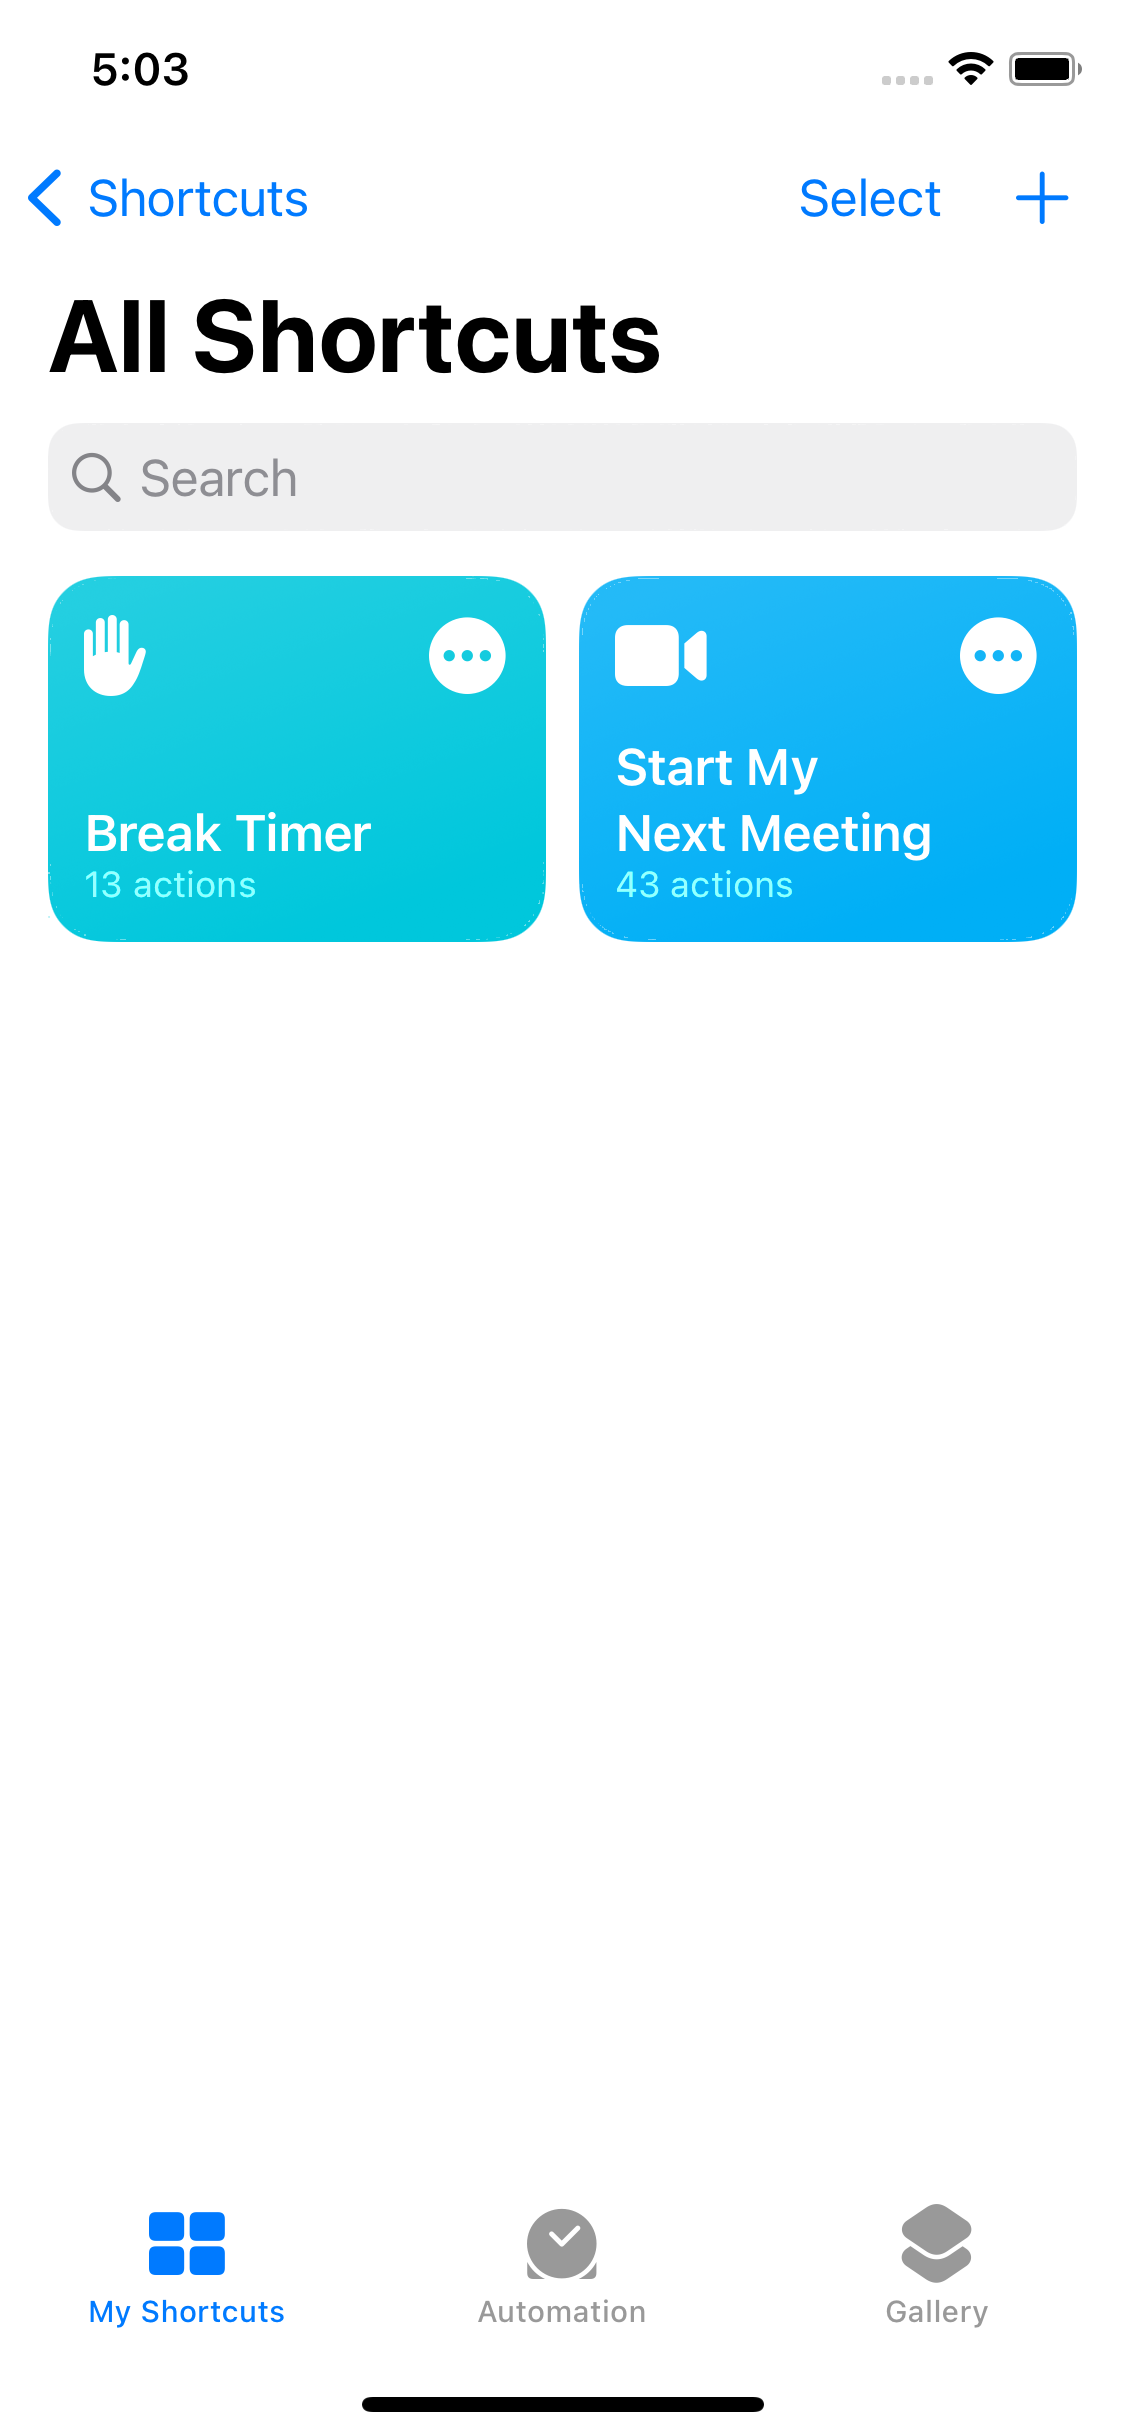 5:03
Shortcuts
Select
All Shortcuts
Search
Break Timer
13 actions
Start My
Next Meeting
43 actions
My Shortcuts
Automation
Gallery